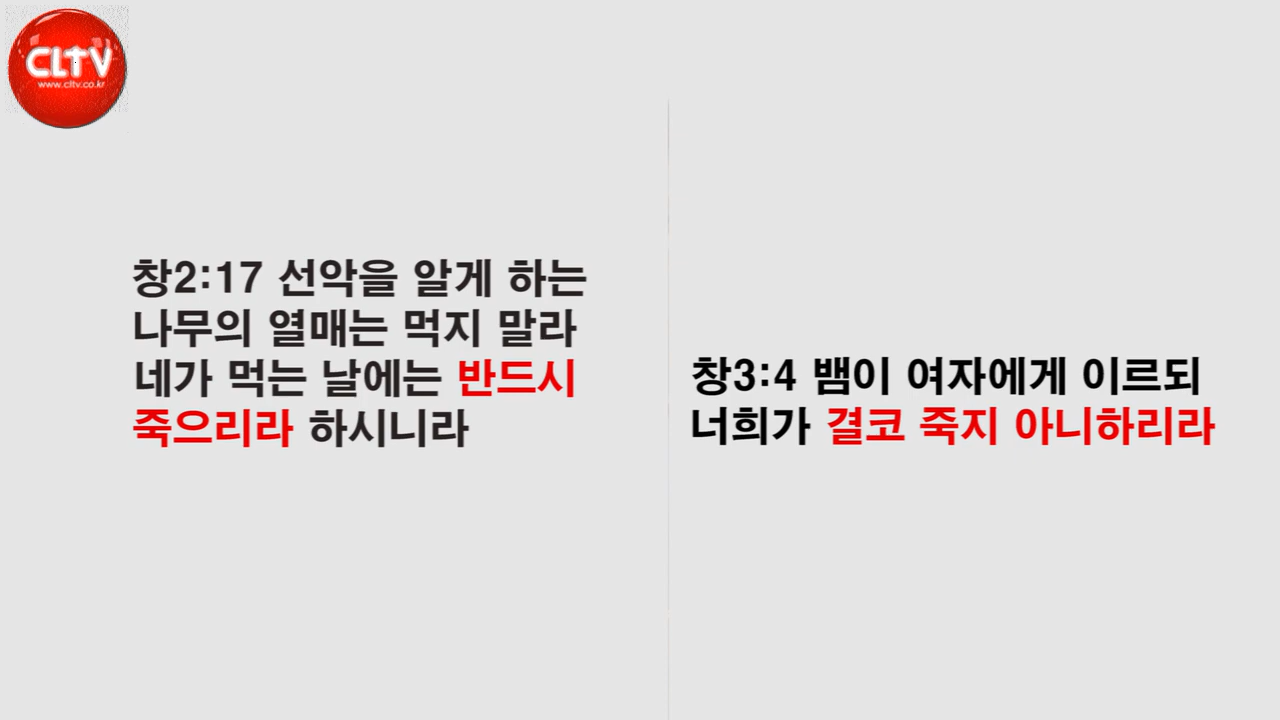 CLTV
www.cltv.co.kr
창2:17 선악을 알게 하는
나무의 열매는 먹지 말라
네가 먹는 날에는 반드시
죽으리라 하시니라
창3:4 뱀이 여자에게 이르되
너희가 결코 죽지 아니하리라